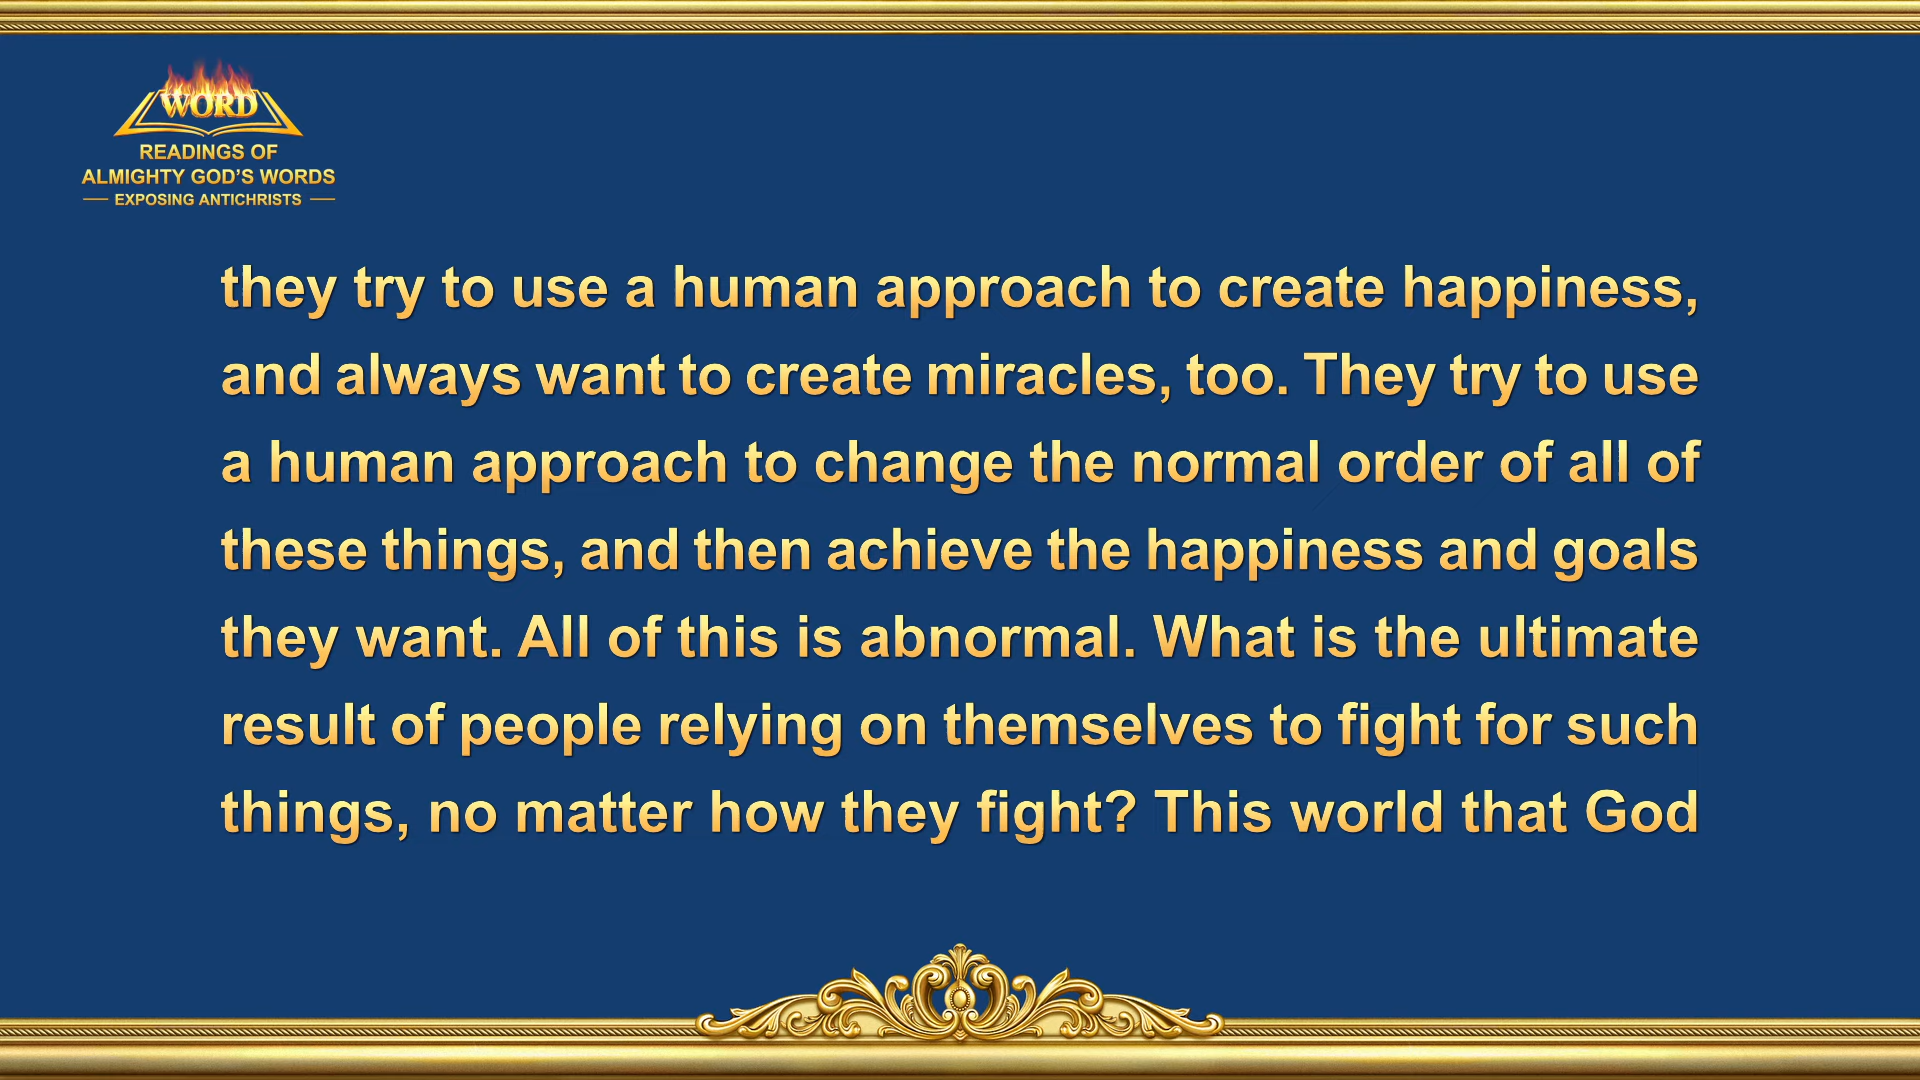 WORD
READINGS OF
ALMIGHTY GOD'S WORDS
EXPOSING ANTICHRISTS
they try to use a human approach to create happiness,
and always want to create miracles, too. They try to use
a human approach to change the normal order of all of
these things, and then achieve the happiness and goals
they want. All of this is abnormal. What is the ultimate
result of people relying on themselves to fight for such
things, no matter how they fight? This world that God